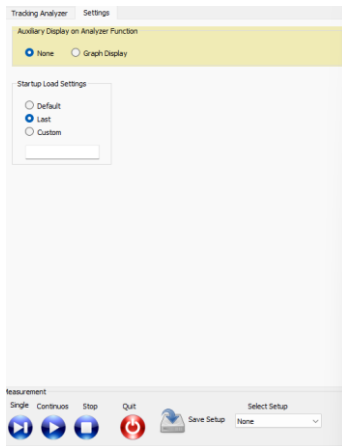 Tracking Analyzer Settings
Auxiliary Display on Analyzer Function
None Graph Display
Startup Load Settings
Default
Last
Custom
Single Continuos Stop Quit Select Setup
Save Setup None